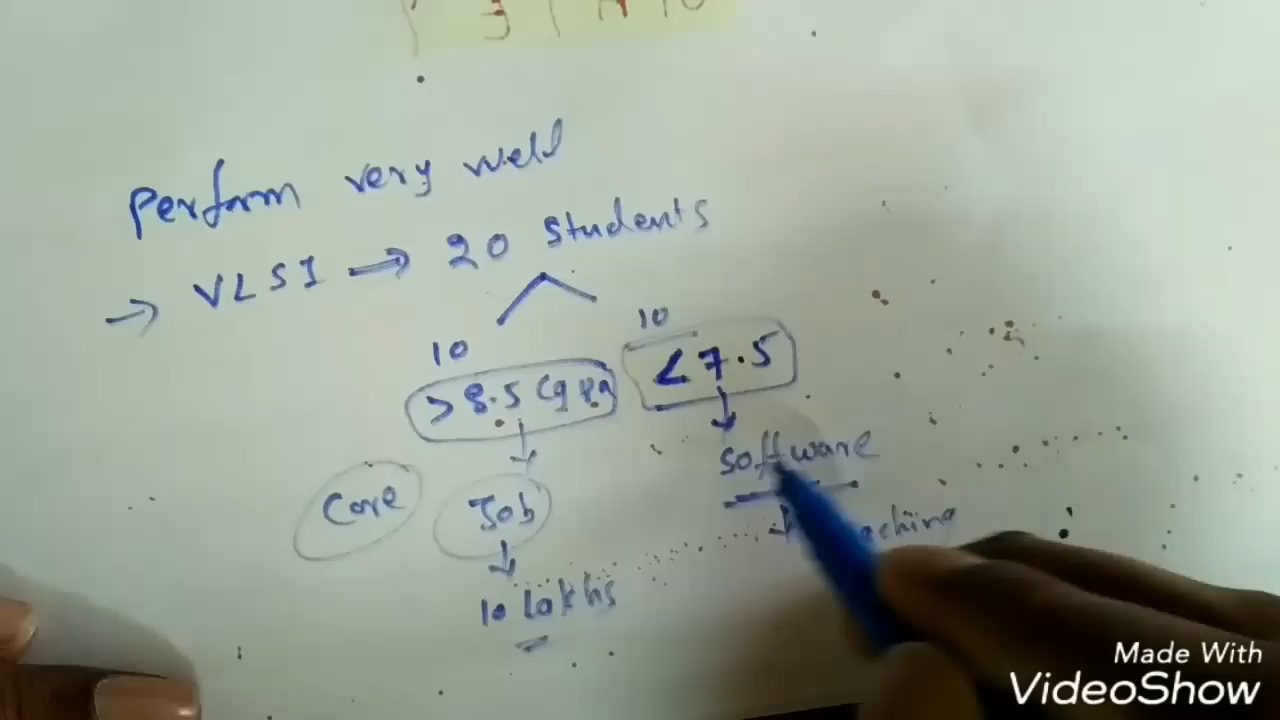 Perform very well
→ VLSI → 20 Students
10 10
> 8.5 Cgpa < 7.5
Core Job Software
10 Lakhs
Made With
VideoShow